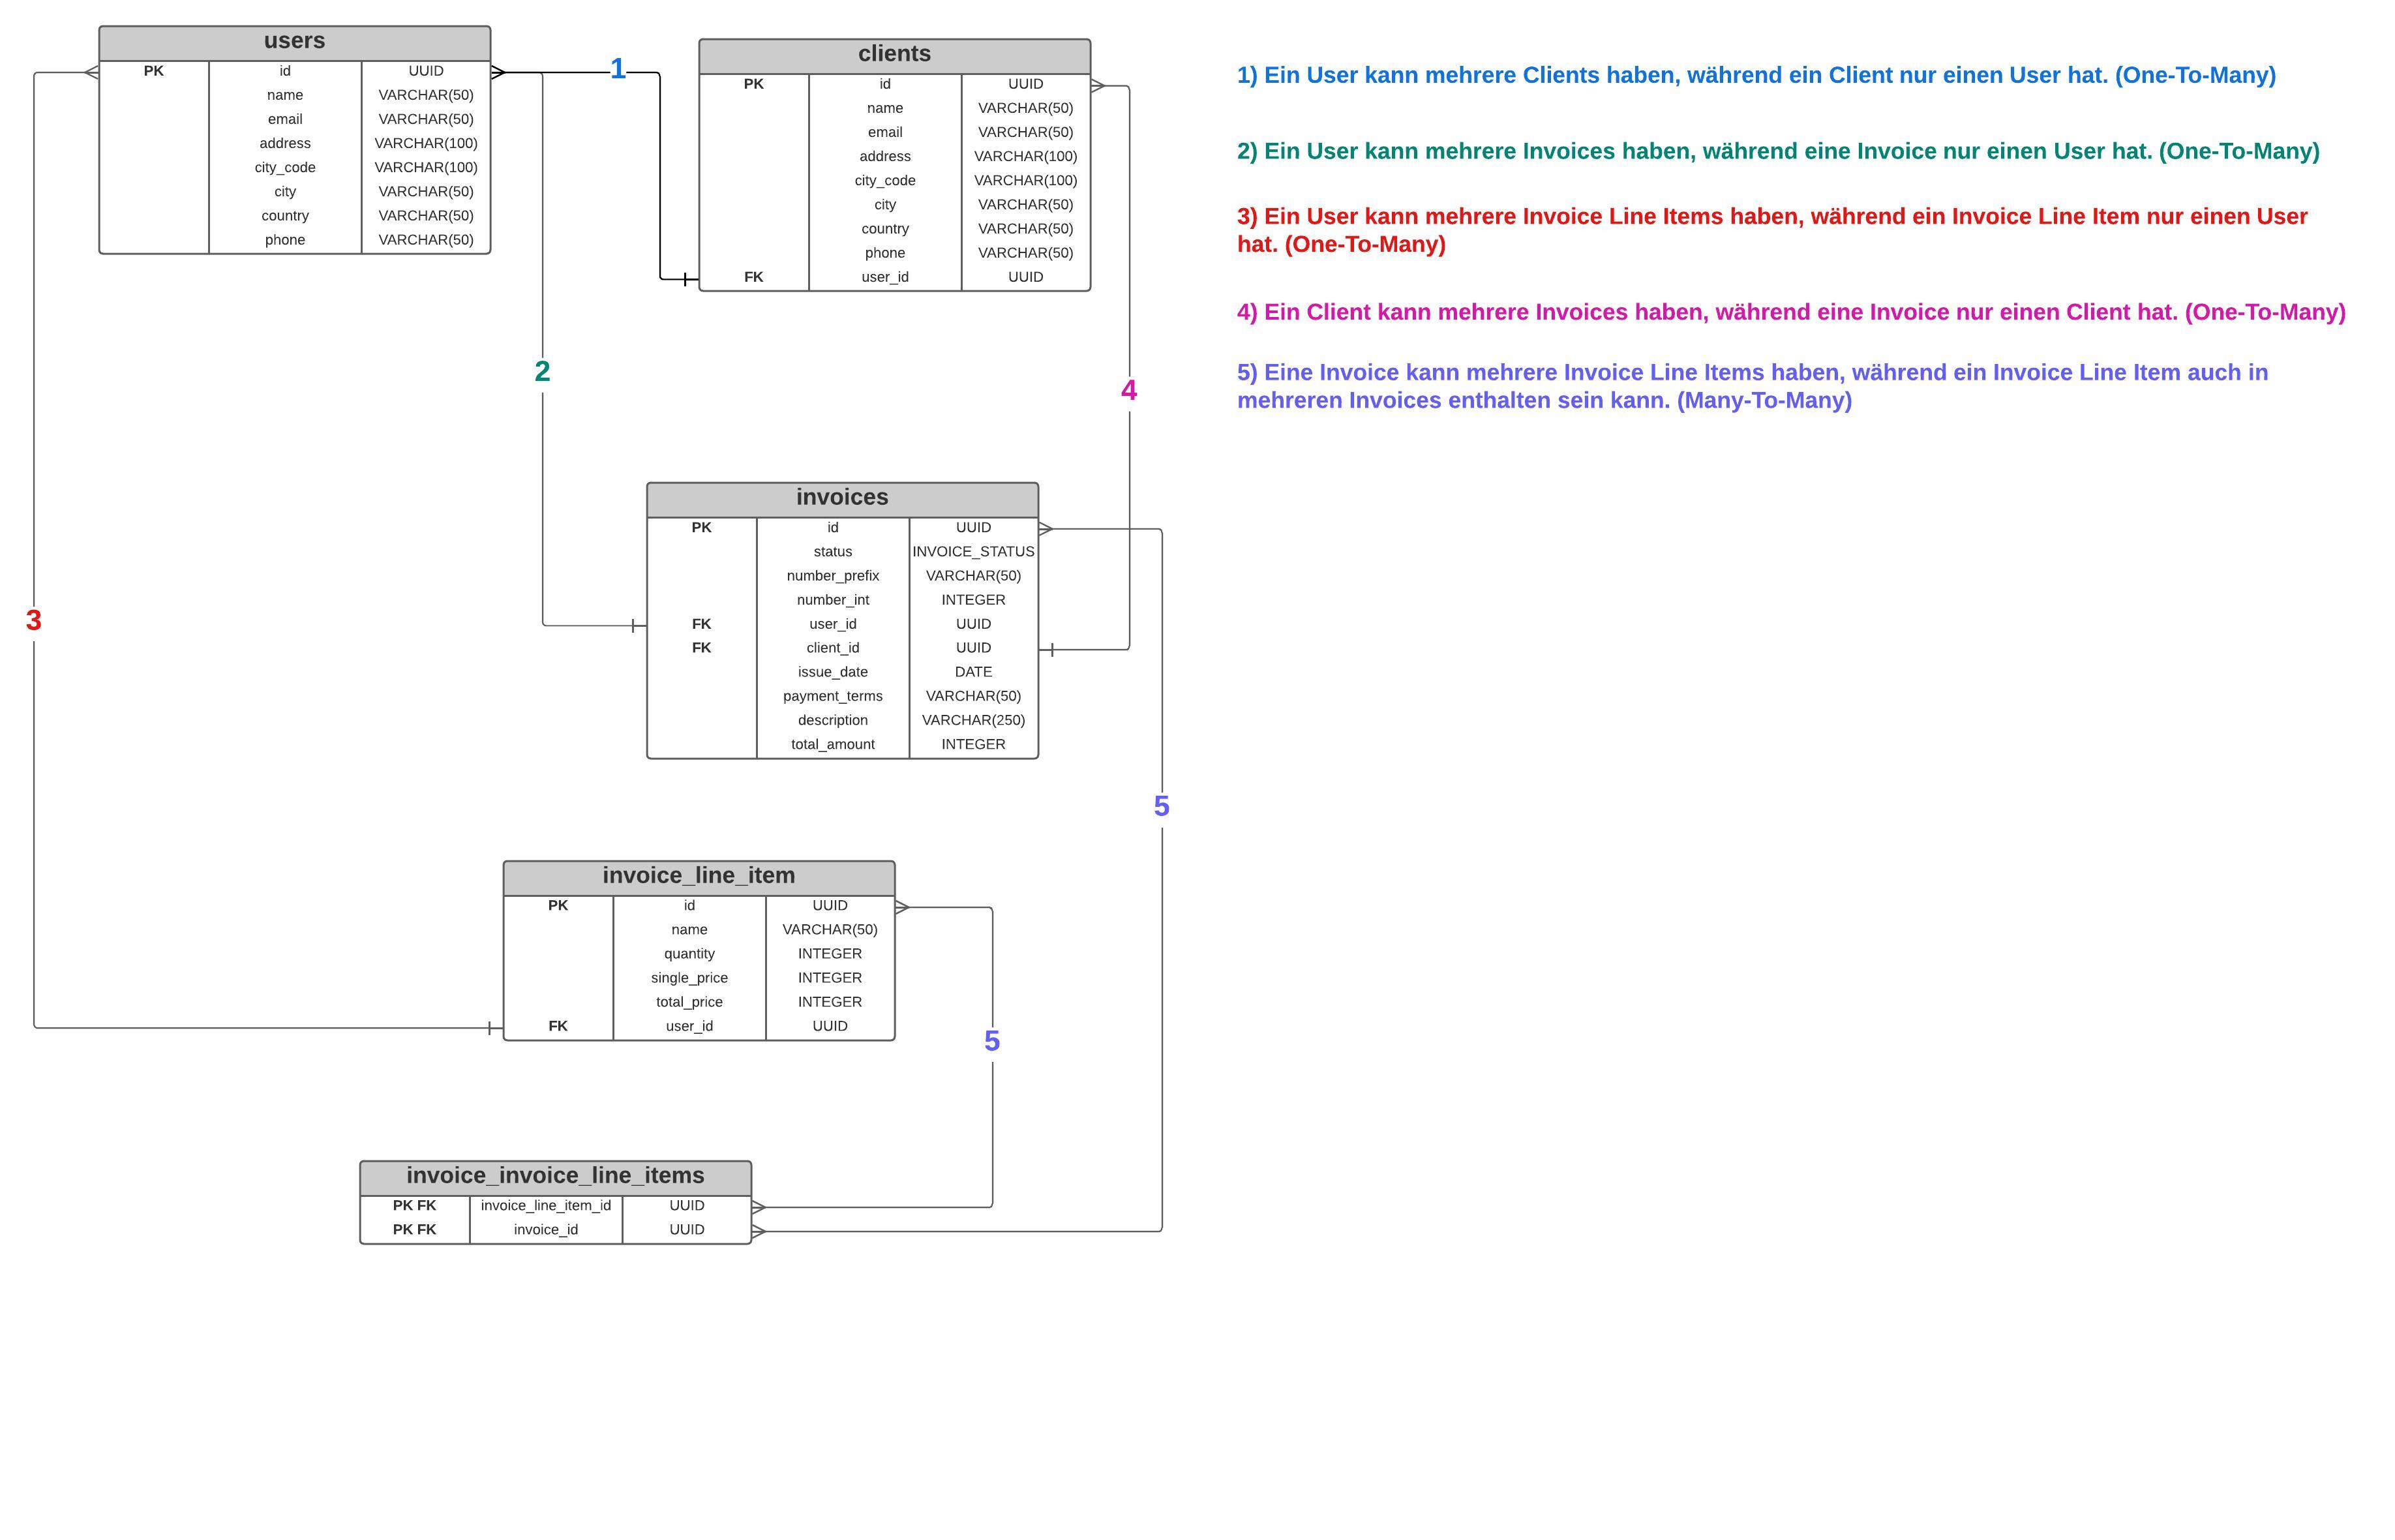 users
PK id UUID
name VARCHAR(50)
email VARCHAR(50)
address VARCHAR(100)
city_code VARCHAR(100)
city VARCHAR(50)
country VARCHAR(50)
phone VARCHAR(50)
1
clients
PK id UUID
name VARCHAR(50)
email VARCHAR(50)
address VARCHAR(100)
city_code VARCHAR(100)
city VARCHAR(50)
country VARCHAR(50)
phone VARCHAR(50)
FK user_id UUID
1) Ein User kann mehrere Clients haben, während ein Client nur einen User hat. (One-To-Many)
2) Ein User kann mehrere Invoices haben, während eine Invoice nur einen User hat. (One-To-Many)
3) Ein User kann mehrere Invoice Line Items haben, während ein Invoice Line Item nur einen User
hat. (One-To-Many)
4) Ein Client kann mehrere Invoices haben, während eine Invoice nur einen Client hat. (One-To-Many)
5) Eine Invoice kann mehrere Invoice Line Items haben, während ein Invoice Line Item auch in
mehreren Invoices enthalten sein kann. (Many-To-Many)
2
4
invoices
PK id UUID
status INVOICE_STATUS
number_prefix VARCHAR(50)
number_int INTEGER
FK user_id UUID
FK client_id UUID
issue_date DATE
payment_terms VARCHAR(50)
description VARCHAR(250)
total_amount INTEGER
3
5
invoice_line_item
PK id UUID
name VARCHAR(50)
quantity INTEGER
single_price INTEGER
total_price INTEGER
FK user_id UUID
5
invoice_invoice_line_items
PK FK invoice_line_item_id UUID
PK FK invoice_id UUID